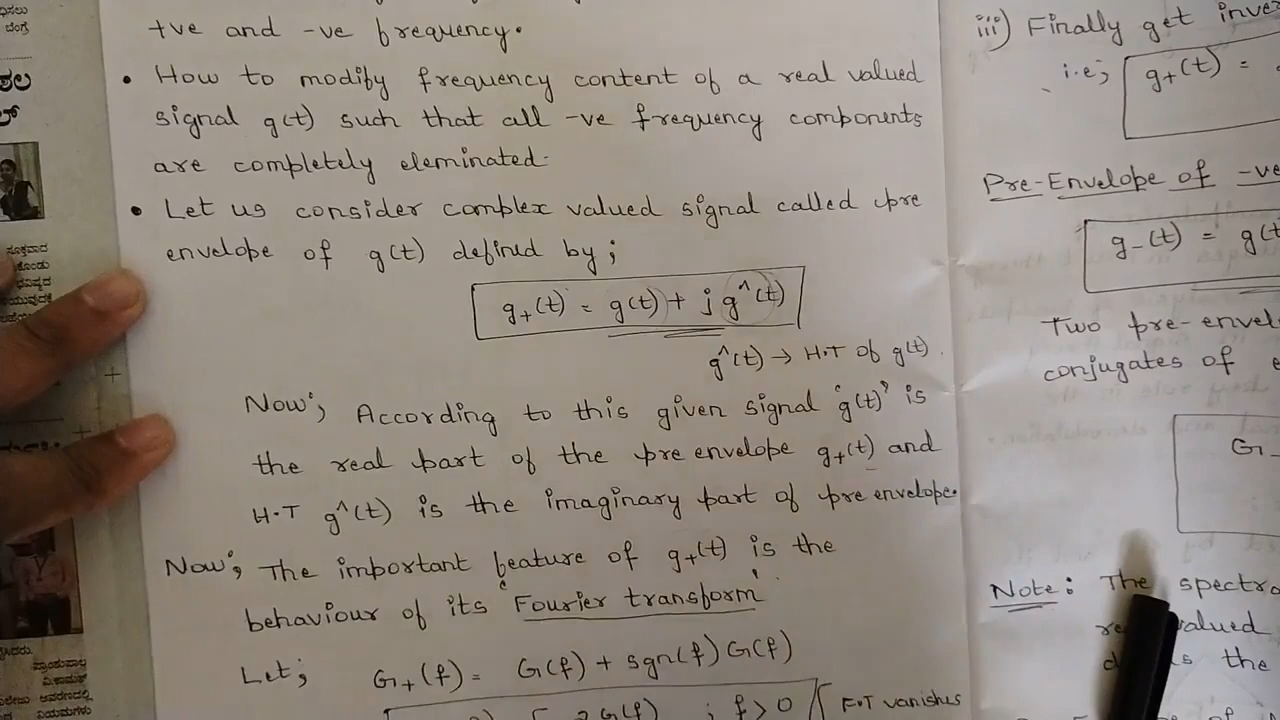 +ve and -ve frequency.
• How to modify frequency content of a real valued
signal g(t) such that all -ve frequency components
are completely eleminated.
• Let us consider complex valued signal called pre
envelope of g(t) defined by;
g₊(t) = g(t) + j g^(t)
g^(t) → H.T of g(t).
Now; According to this given signal 'g(t)' is
the real part of the pre envelope g₊(t) and
H.T g^(t) is the imaginary part of pre envelope.
Now; The important feature of g₊(t) is the
behaviour of its 'Fourier transform'.
Let; G₊(f) = G(f) + sgn(f) G(f)
2G(f) ; f > 0
F.T vanishes
iii) Finally get
i.e; g₊(t) =
Pre-Envelope of -ve
g₋(t) = g(t
Two pre-envel
conjugates of
G
Note: The spectra
valued
the